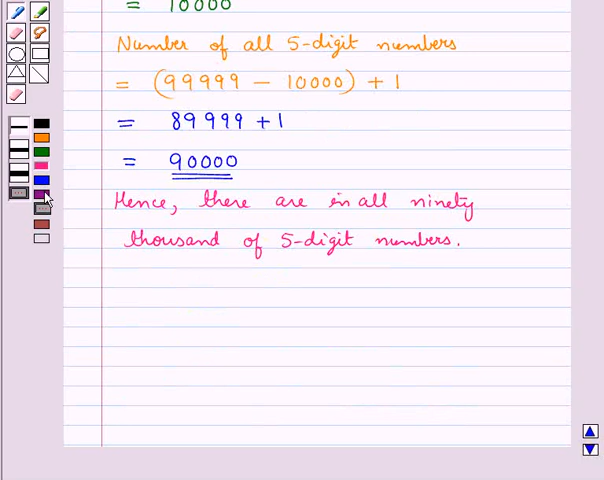 = 10000
Number of all 5-digit numbers
= (99999 - 10000) + 1
= 89999 + 1
= 90000
Hence, there are in all ninety
thousand of 5-digit numbers.